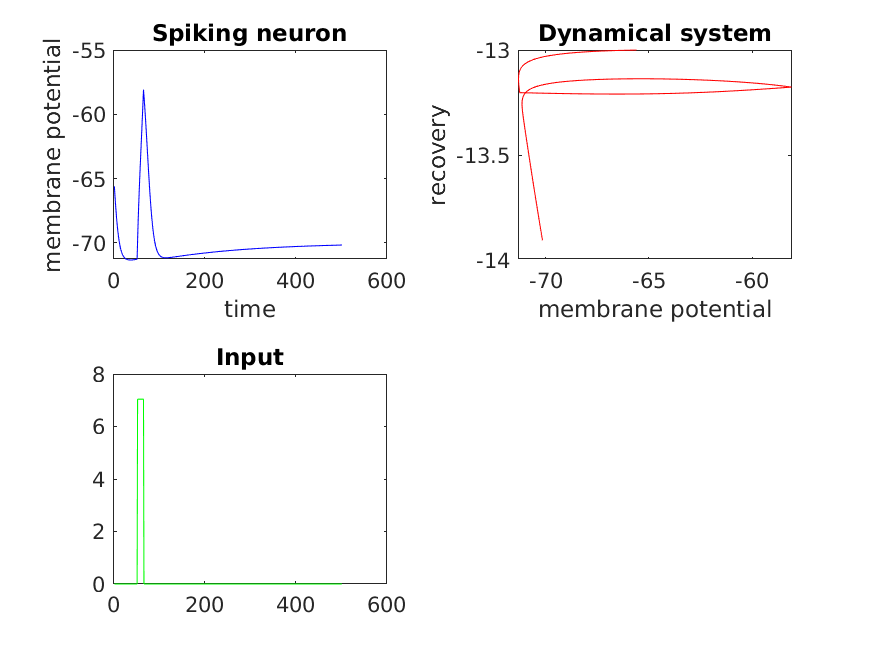 Spiking neuron
membrane potential
-55
-60
-65
-70
0 200 400 600
time
Dynamical system
recovery
-13
-13.5
-14
-70 -65 -60
membrane potential
Input
8
6
4
2
0
0 200 400 600